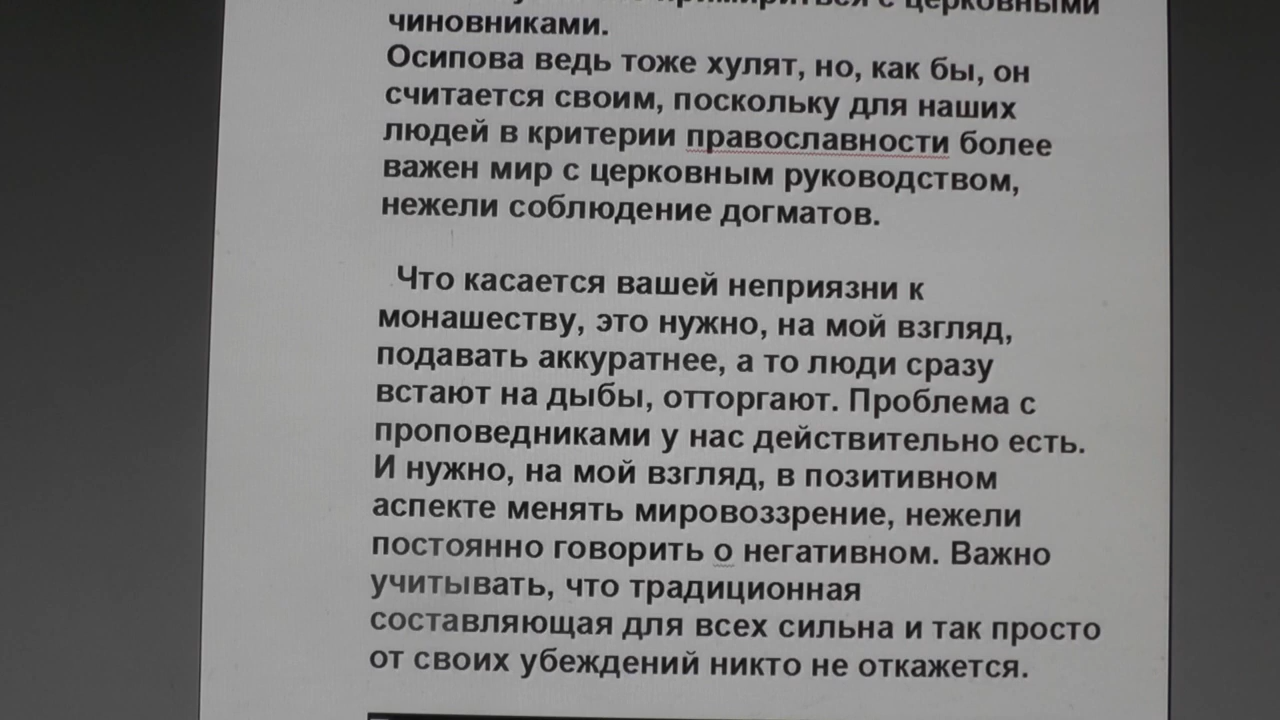 примириться с церковными
чиновниками.
Осипова ведь тоже хулят, но, как бы, он
считается своим, поскольку для наших
людей в критерии православности более
важен мир с церковным руководством,
нежели соблюдение догматов.
Что касается вашей неприязни к
монашеству, это нужно, на мой взгляд,
подавать аккуратнее, а то люди сразу
встают на дыбы, отторгают. Проблема с
проповедниками у нас действительно есть.
И нужно, на мой взгляд, в позитивном
аспекте менять мировоззрение, нежели
постоянно говорить о негативном. Важно
учитывать, что традиционная
составляющая для всех сильна и так просто
от своих убеждений никто не откажется.